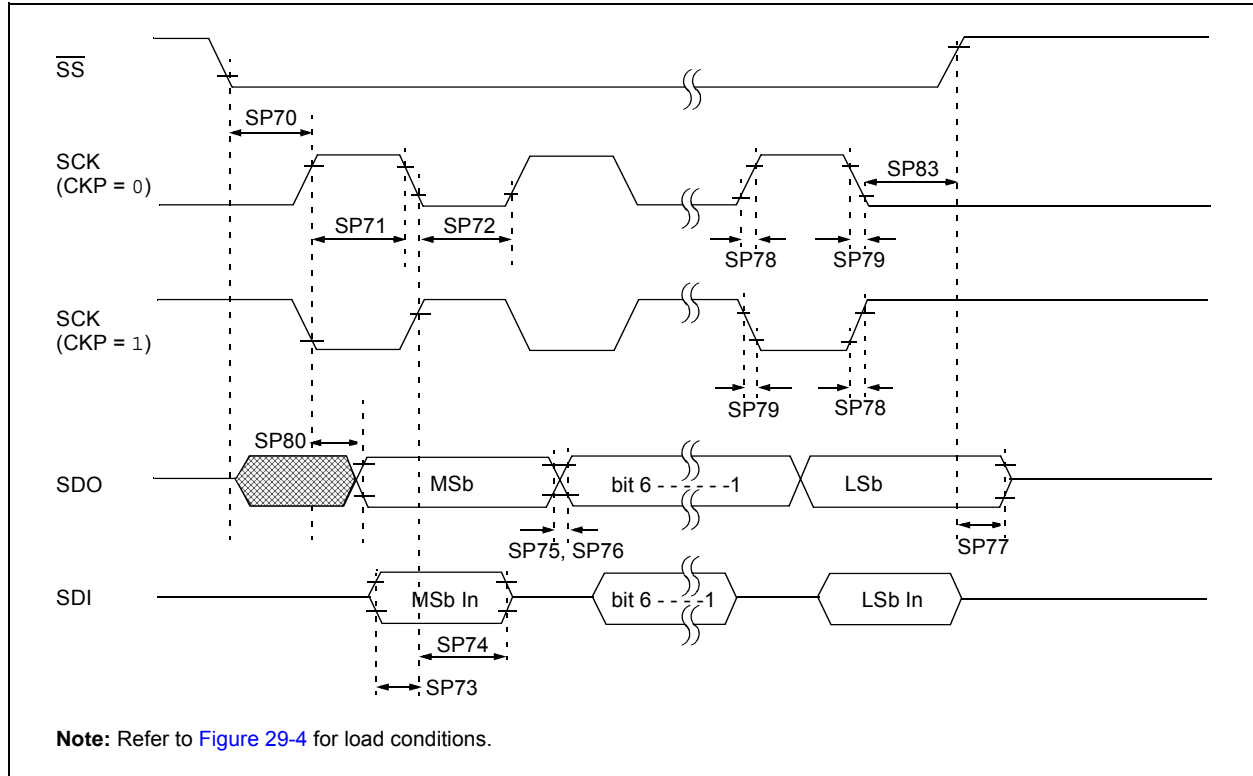 SS
SP70
SCK
(CKP = 0)
SP83
SP71
SP72
SP78
SP79
SCK
(CKP = 1)
SP79
SP78
SP80
SDO
MSb
bit 6 - - - - - - -1
LSb
SP75, SP76
SP77
SDI
MSb In
bit 6 - - - - -1
LSb In
SP74
SP73
Note: Refer to Figure 29-4 for load conditions.